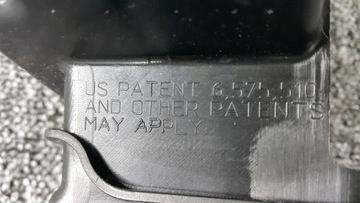 US PATENT 6,575,510
AND OTHER PATENTS
MAY APPLY.